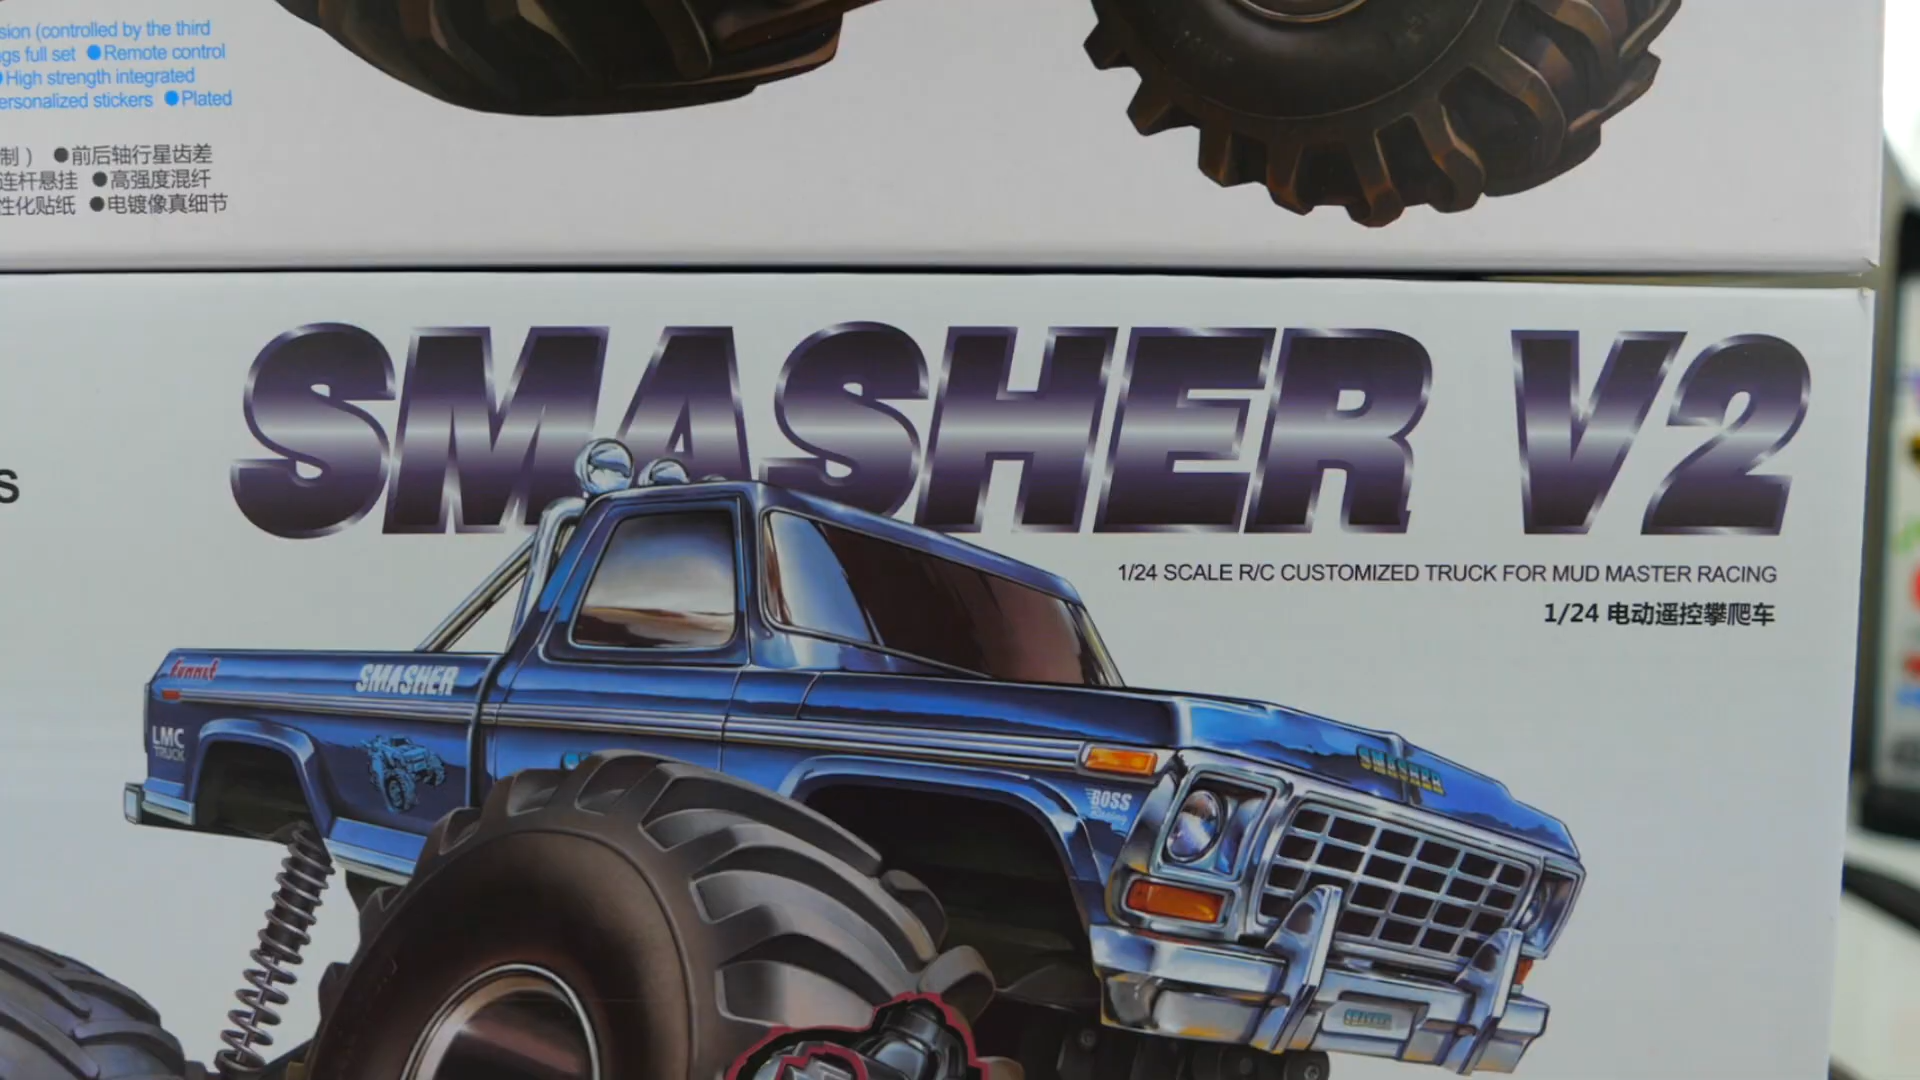 sion (controlled by the third
gs full set ●Remote control
●High strength integrated
ersonalized stickers ●Plated
制） ●前后轴行星齿差
连杆悬挂 ●高强度混纤
性化贴纸 ●电镀像真细节
SMASHER V2
S
1/24 SCALE R/C CUSTOMIZED TRUCK FOR MUD MASTER RACING
1/24 电动遥控攀爬车
SMASHER
LMC
TRUCK
SMASHER
BOSS
Racing
SMASHER